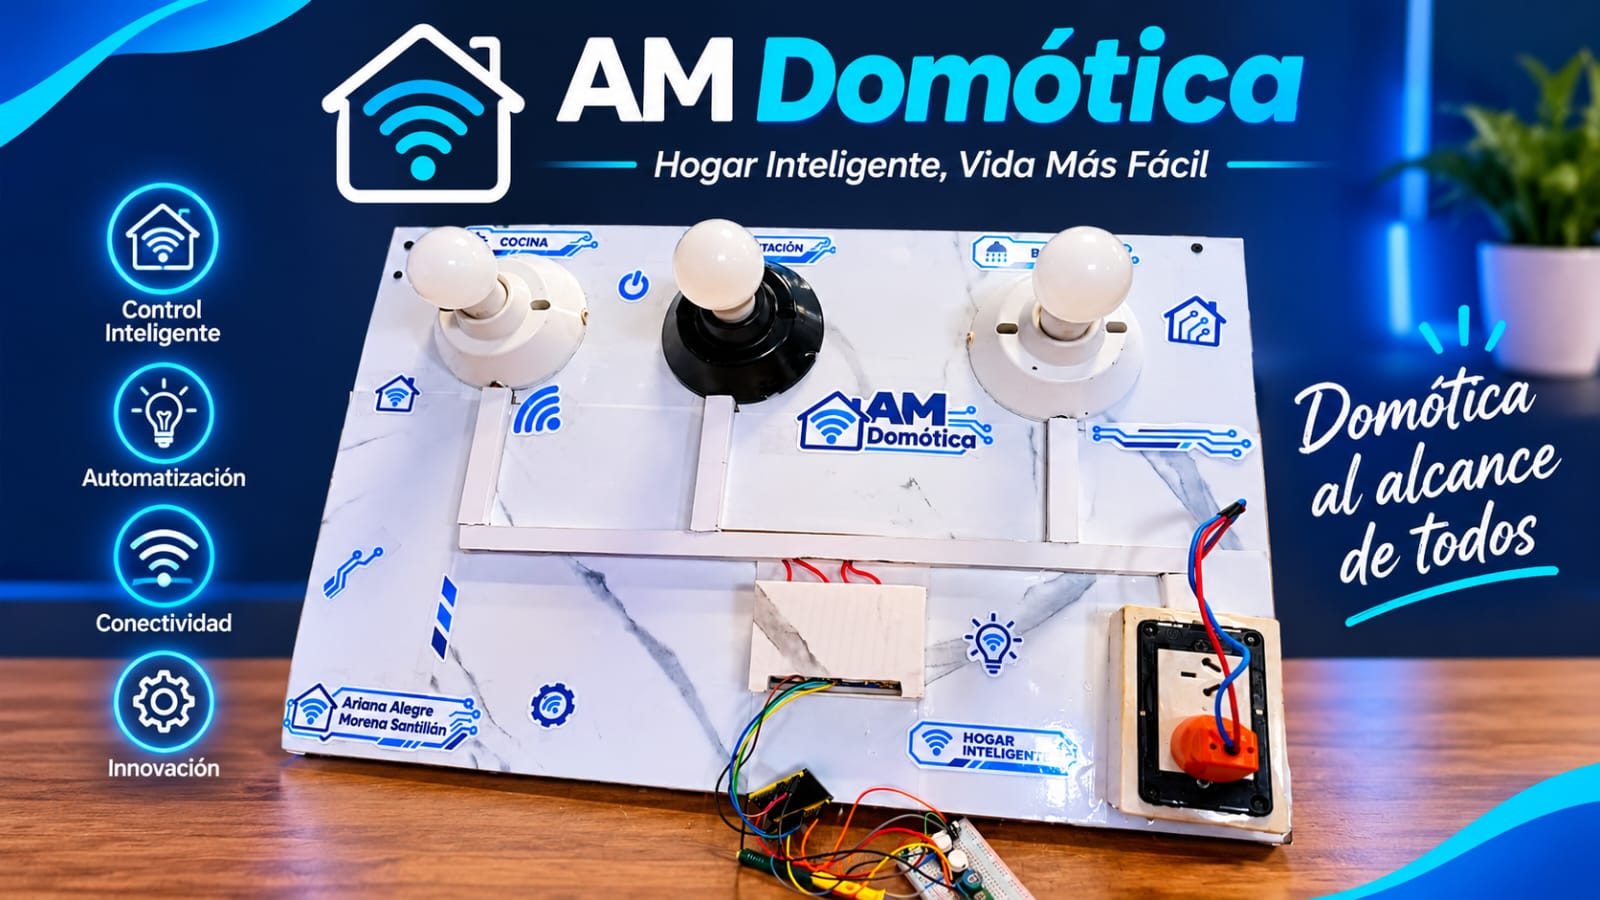 AM Domótica
Hogar Inteligente, Vida Más Fácil
Control
Inteligente
Automatización
Conectividad
Innovación
COCINA
AM
Domótica
Domótica
al alcance
de todos
Ariana Alegre
Morena Santillán
HOGAR
INTELIGENTE